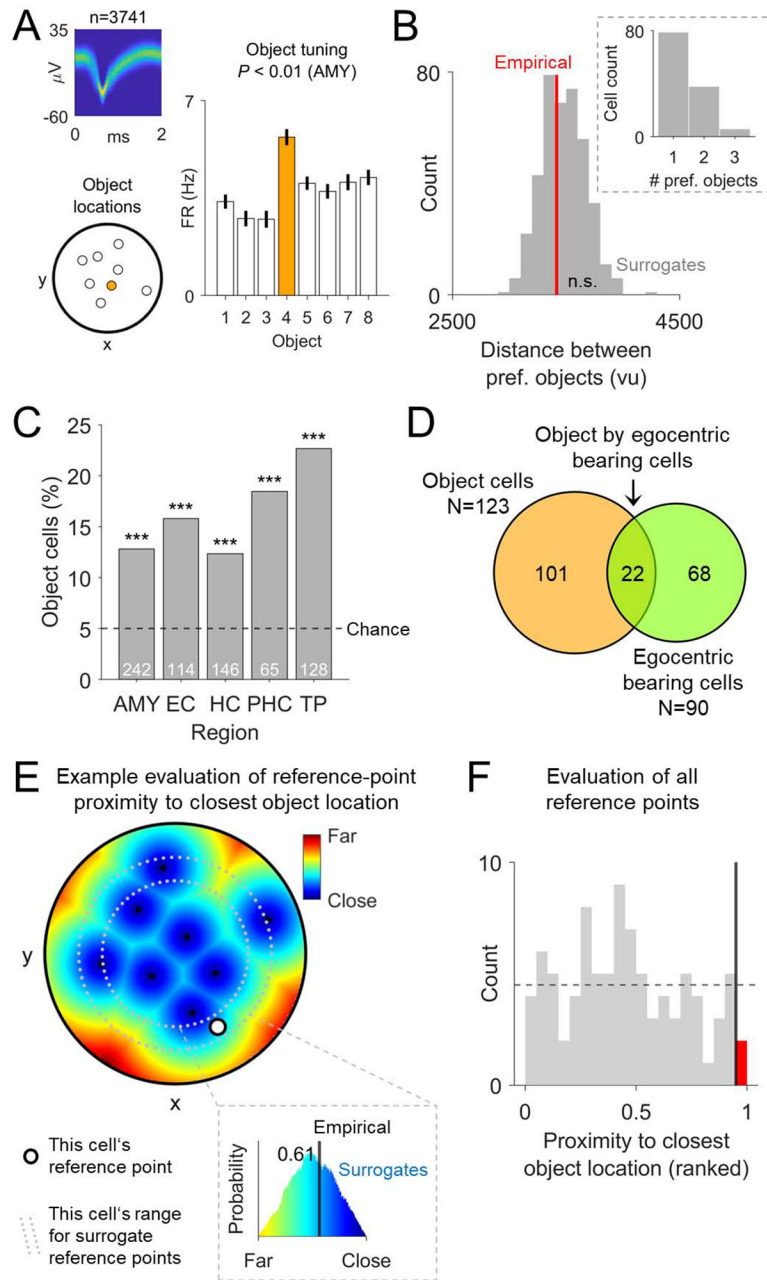 A
n=3741
35
μV
-60
0
ms
2
Object tuning
P < 0.01 (AMY)
7
FR (Hz)
0
1 2 3 4 5 6 7 8
Object
Object
locations
y
x
B
Empirical
80
Count
0
n.s.
Surrogates
2500
4500
Distance between
pref. objects (vu)
80
Cell count
0
1 2 3
# pref. objects
C
25
20
15
10
5
0
Object cells (%)
***
***
***
***
***
Chance
242 114 146 65 128
AMY EC HC PHC TP
Region
D
Object by egocentric
bearing cells
Object cells
N=123
101
22
68
Egocentric
bearing cells
N=90
E
Example evaluation of reference-point
proximity to closest object location
Far
Close
y
x
This cell's
reference point
This cell's range
for surrogate
reference points
Empirical
0.61
Surrogates
Probability
Far
Close
F
Evaluation of all
reference points
10
Count
0
0
0.5
1
Proximity to closest
object location (ranked)